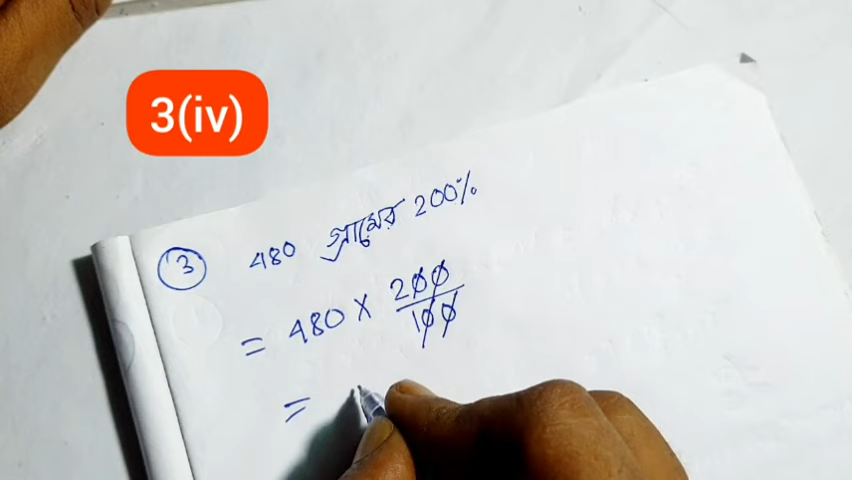 3(iv)
3 480 গ্রামের 200%
= 480 × 200/100
=